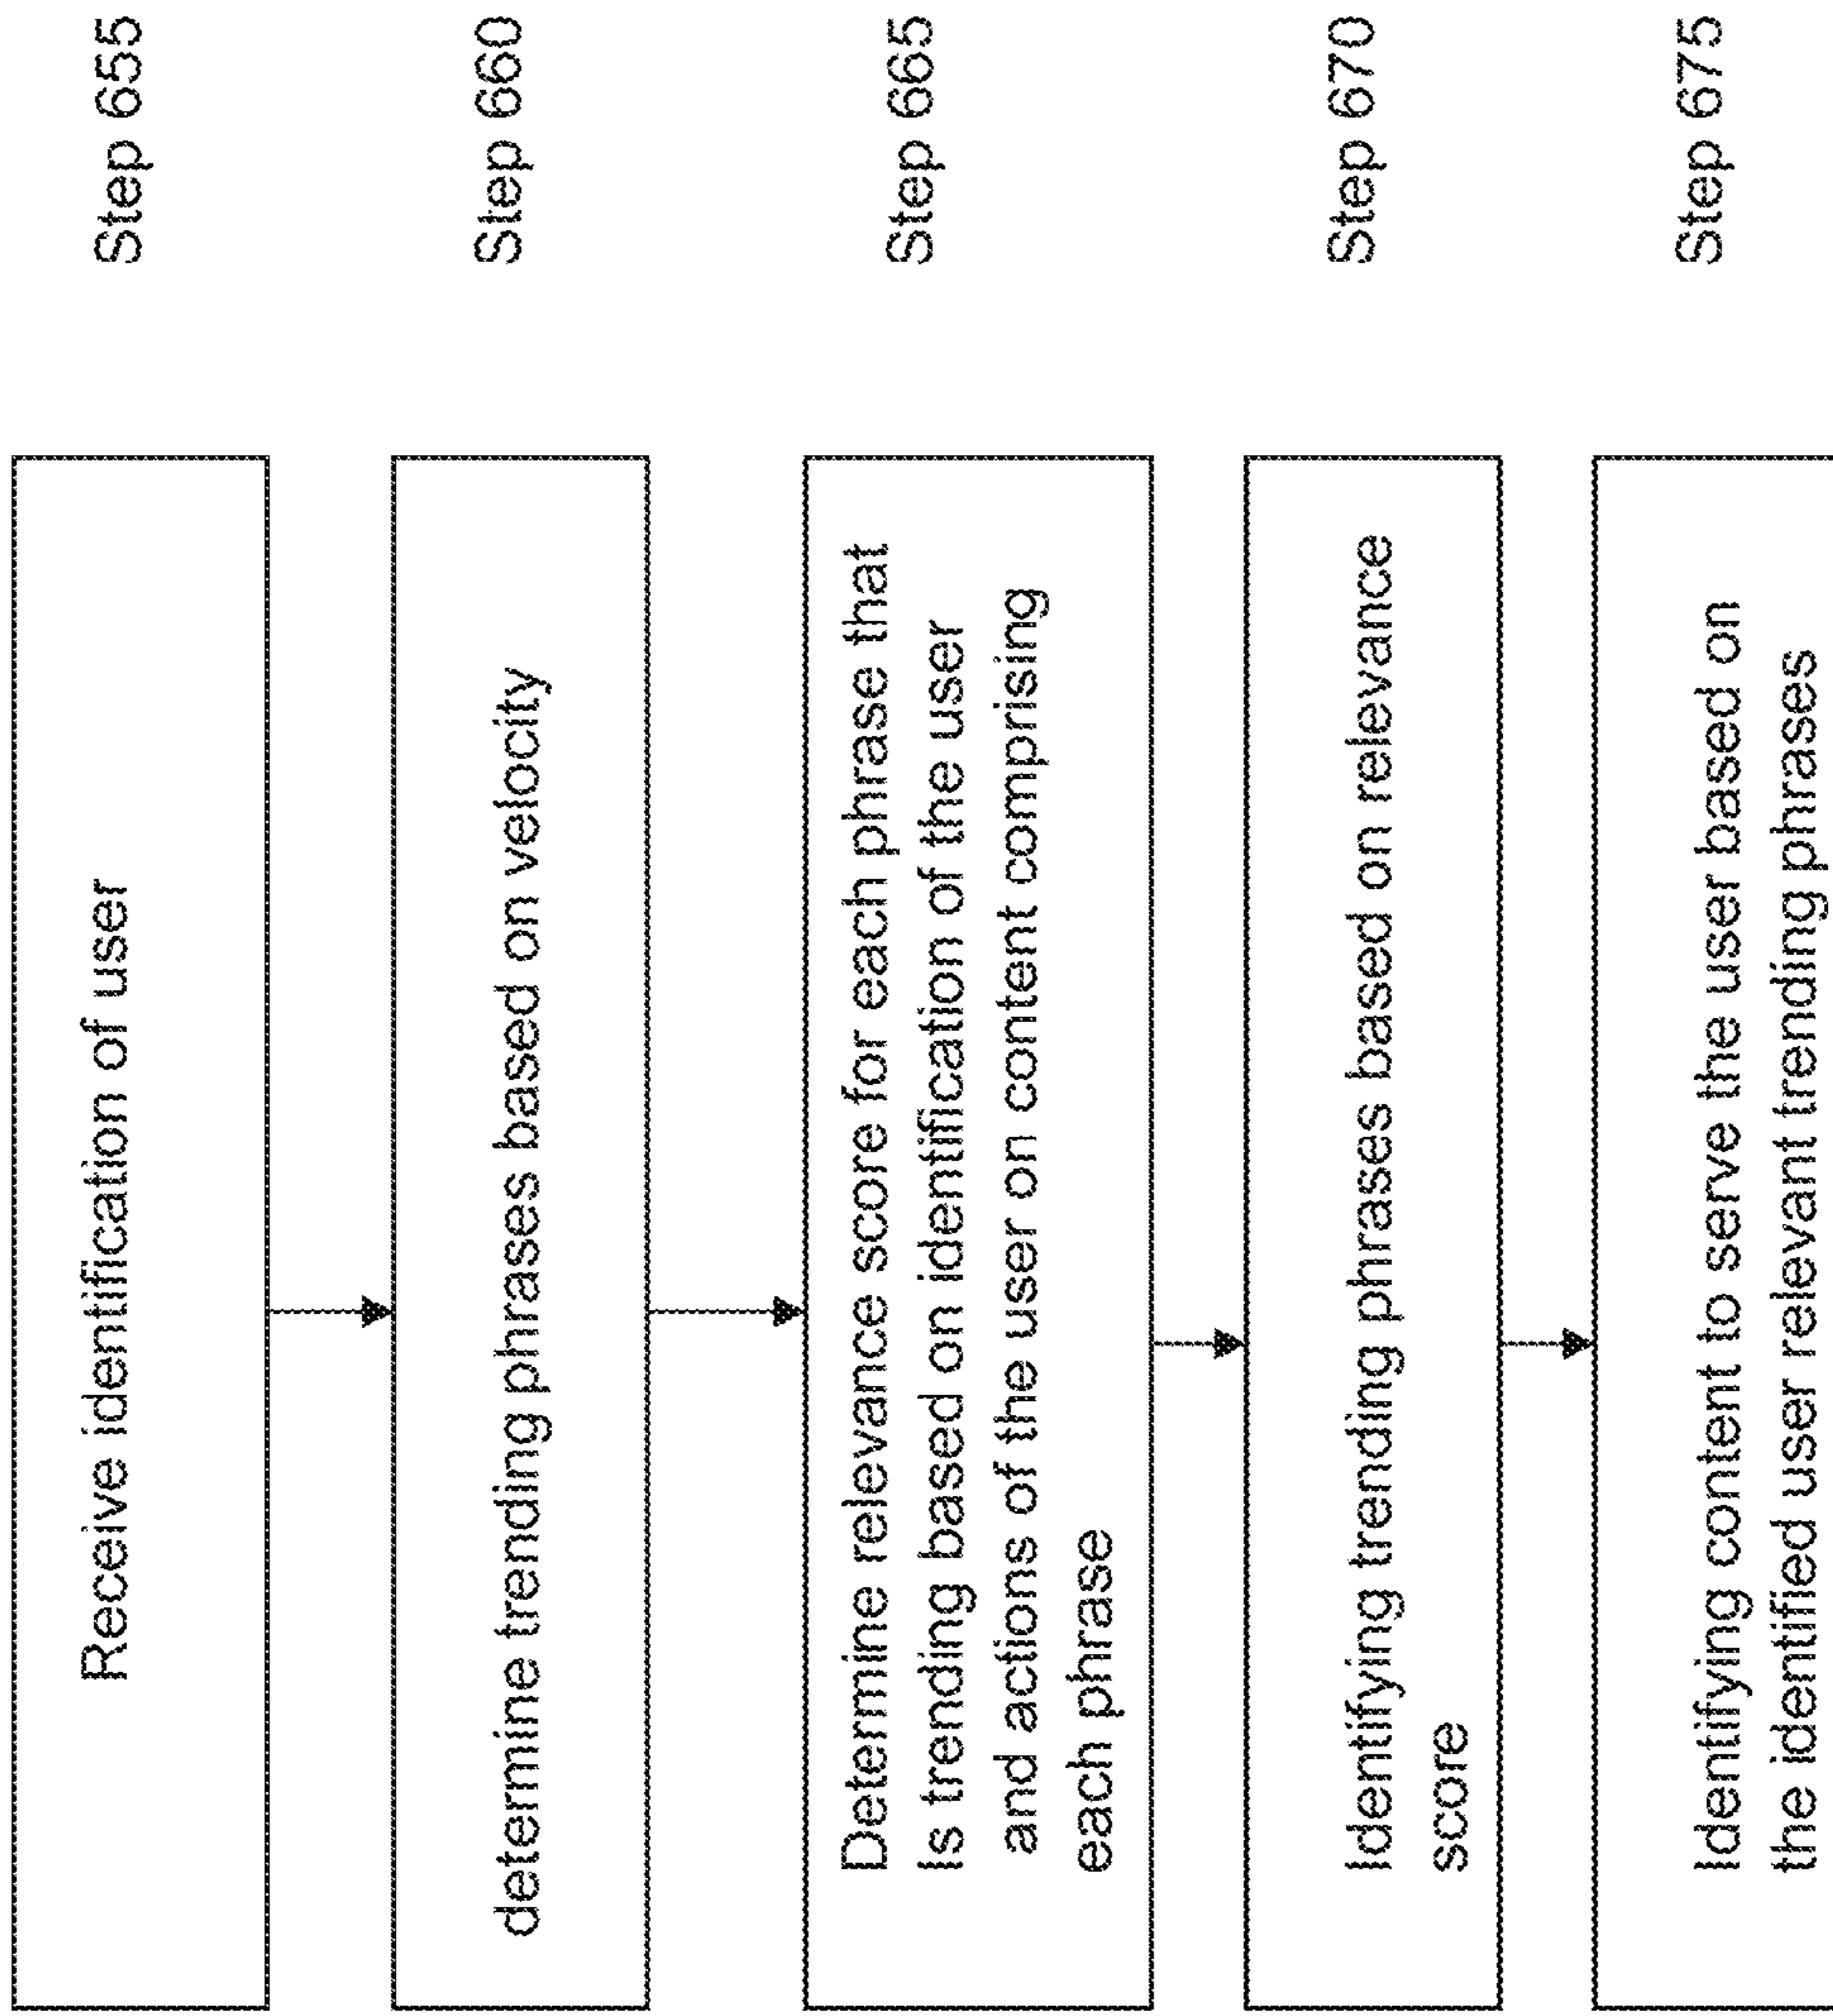 Receive identification of user
Step 655
determine trending phrases based on velocity
Step 660
Determine relevance score for each phrase that
Is trending based on identification of the user
and actions of the user on content comprising
each phrase
Step 665
Identifying trending phrases based on relevance
score
Step 670
Identifying content to serve the user based on
the identified user relevant trending phrases
Step 675